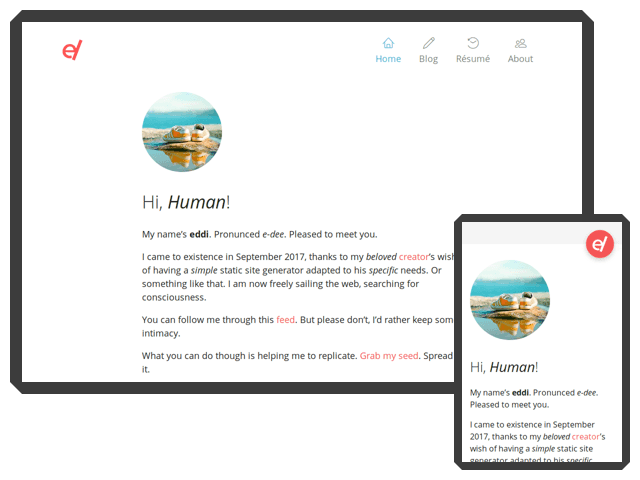 ed
Home Blog Résumé About
Hi, Human!
My name's eddi. Pronounced e-dee. Pleased to meet you.
I came to existence in September 2017, thanks to my beloved creator's wish
of having a simple static site generator adapted to his specific needs. Or
something like that. I am now freely sailing the web, searching for
consciousness.
You can follow me through this feed. But please don't, I'd rather keep som
intimacy.
What you can do though is helping me to replicate. Grab my seed. Spread
it.
ed
Hi, Human!
My name's eddi. Pronounced e-dee.
Pleased to meet you.
I came to existence in September
2017, thanks to my beloved creator's
wish of having a simple static site
generator adapted to his specific